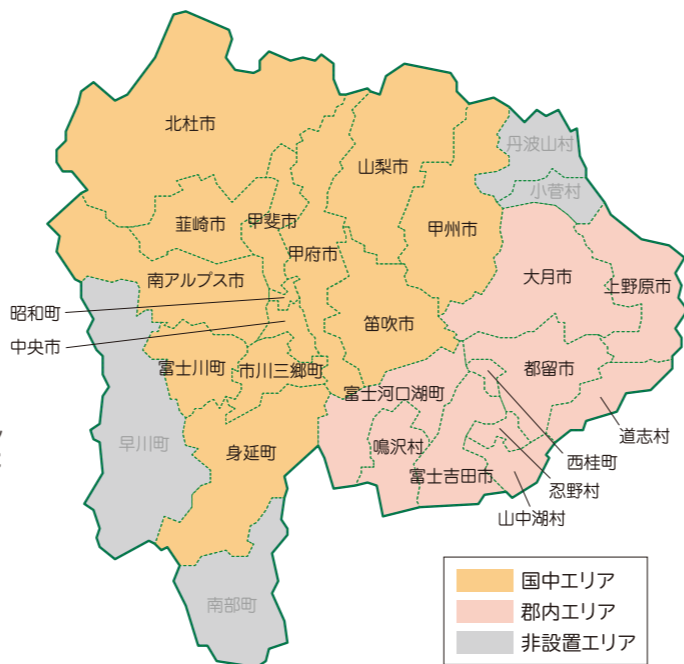 北杜市
丹波山村
山梨市
小菅村
韮崎市
甲斐市
甲州市
甲府市
南アルプス市
大月市
上野原市
昭和町
笛吹市
中央市
富士川町
市川三郷町
都留市
富士河口湖町
早川町
道志村
身延町
鳴沢村
西桂町
富士吉田市
忍野村
山中湖村
南部町
国中エリア
郡内エリア
非設置エリア